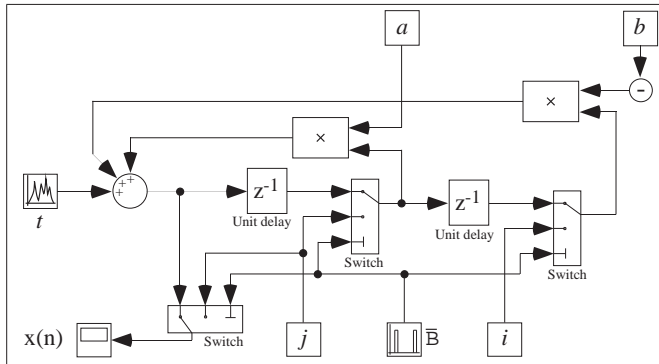 a
b
×
×
+
+
+
-
t
z⁻¹
Unit delay
Switch
z⁻¹
Unit delay
Switch
x(n)
Switch
j
B̅
i